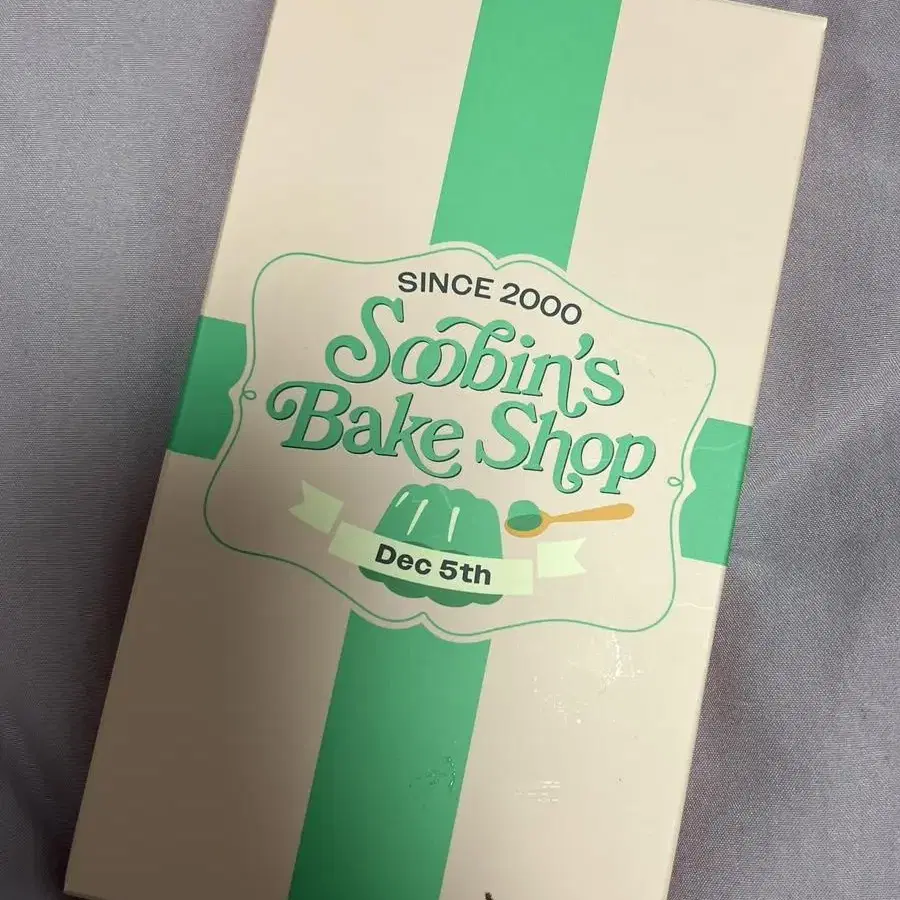 SINCE 2000
Soobin's
Bake Shop
Dec 5th